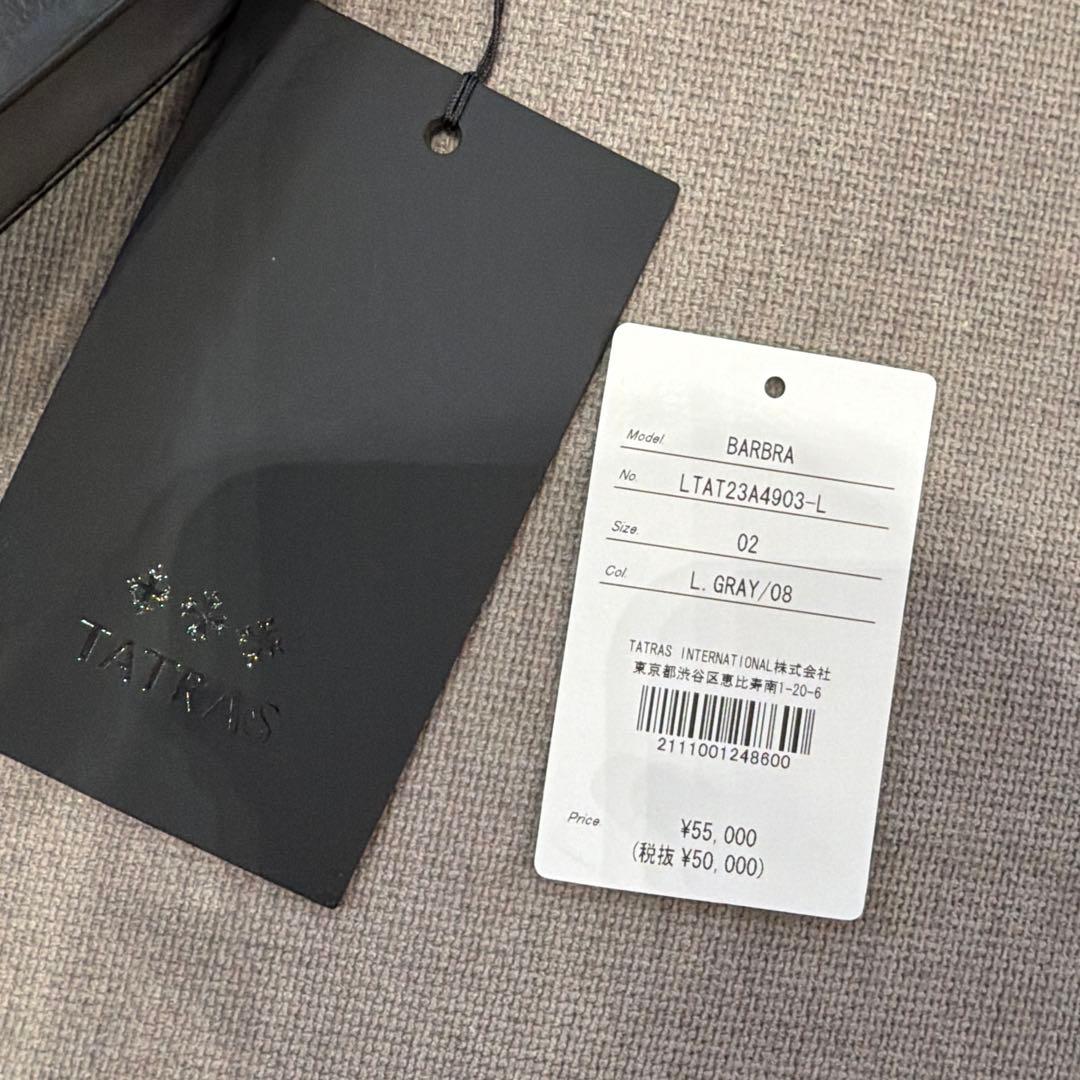 TATRAS
Model. BARBRA
No. LTAT23A4903-L
Size. 02
Col. L. GRAY/08
TATRAS INTERNATIONAL株式会社
東京都渋谷区恵比寿南1-20-6
2111001248600
Price. ¥55,000
(税抜 ¥50,000)